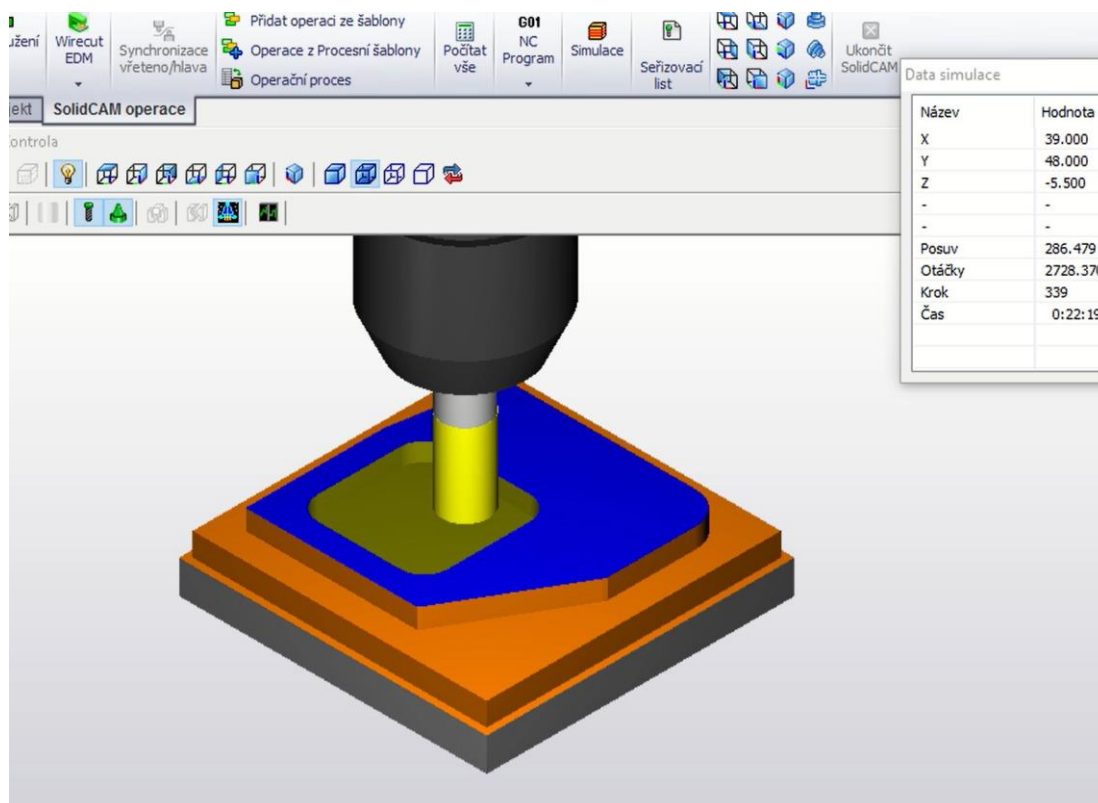 užení
Wirecut
EDM
Synchronizace
vřeteno/hlava
Přidat operaci ze šablony
Operace z Procesní šablony
Operační proces
Počítat
vše
G01
NC
Program
Simulace
Seřizovací
list
Ukončit
SolidCAM
Data simulace
jekt
SolidCAM operace
Kontrola
Název Hodnota
X 39.000
Y 48.000
Z -5.500
- -
- -
Posuv 286.479
Otáčky 2728.370
Krok 339
Čas 0:22:19